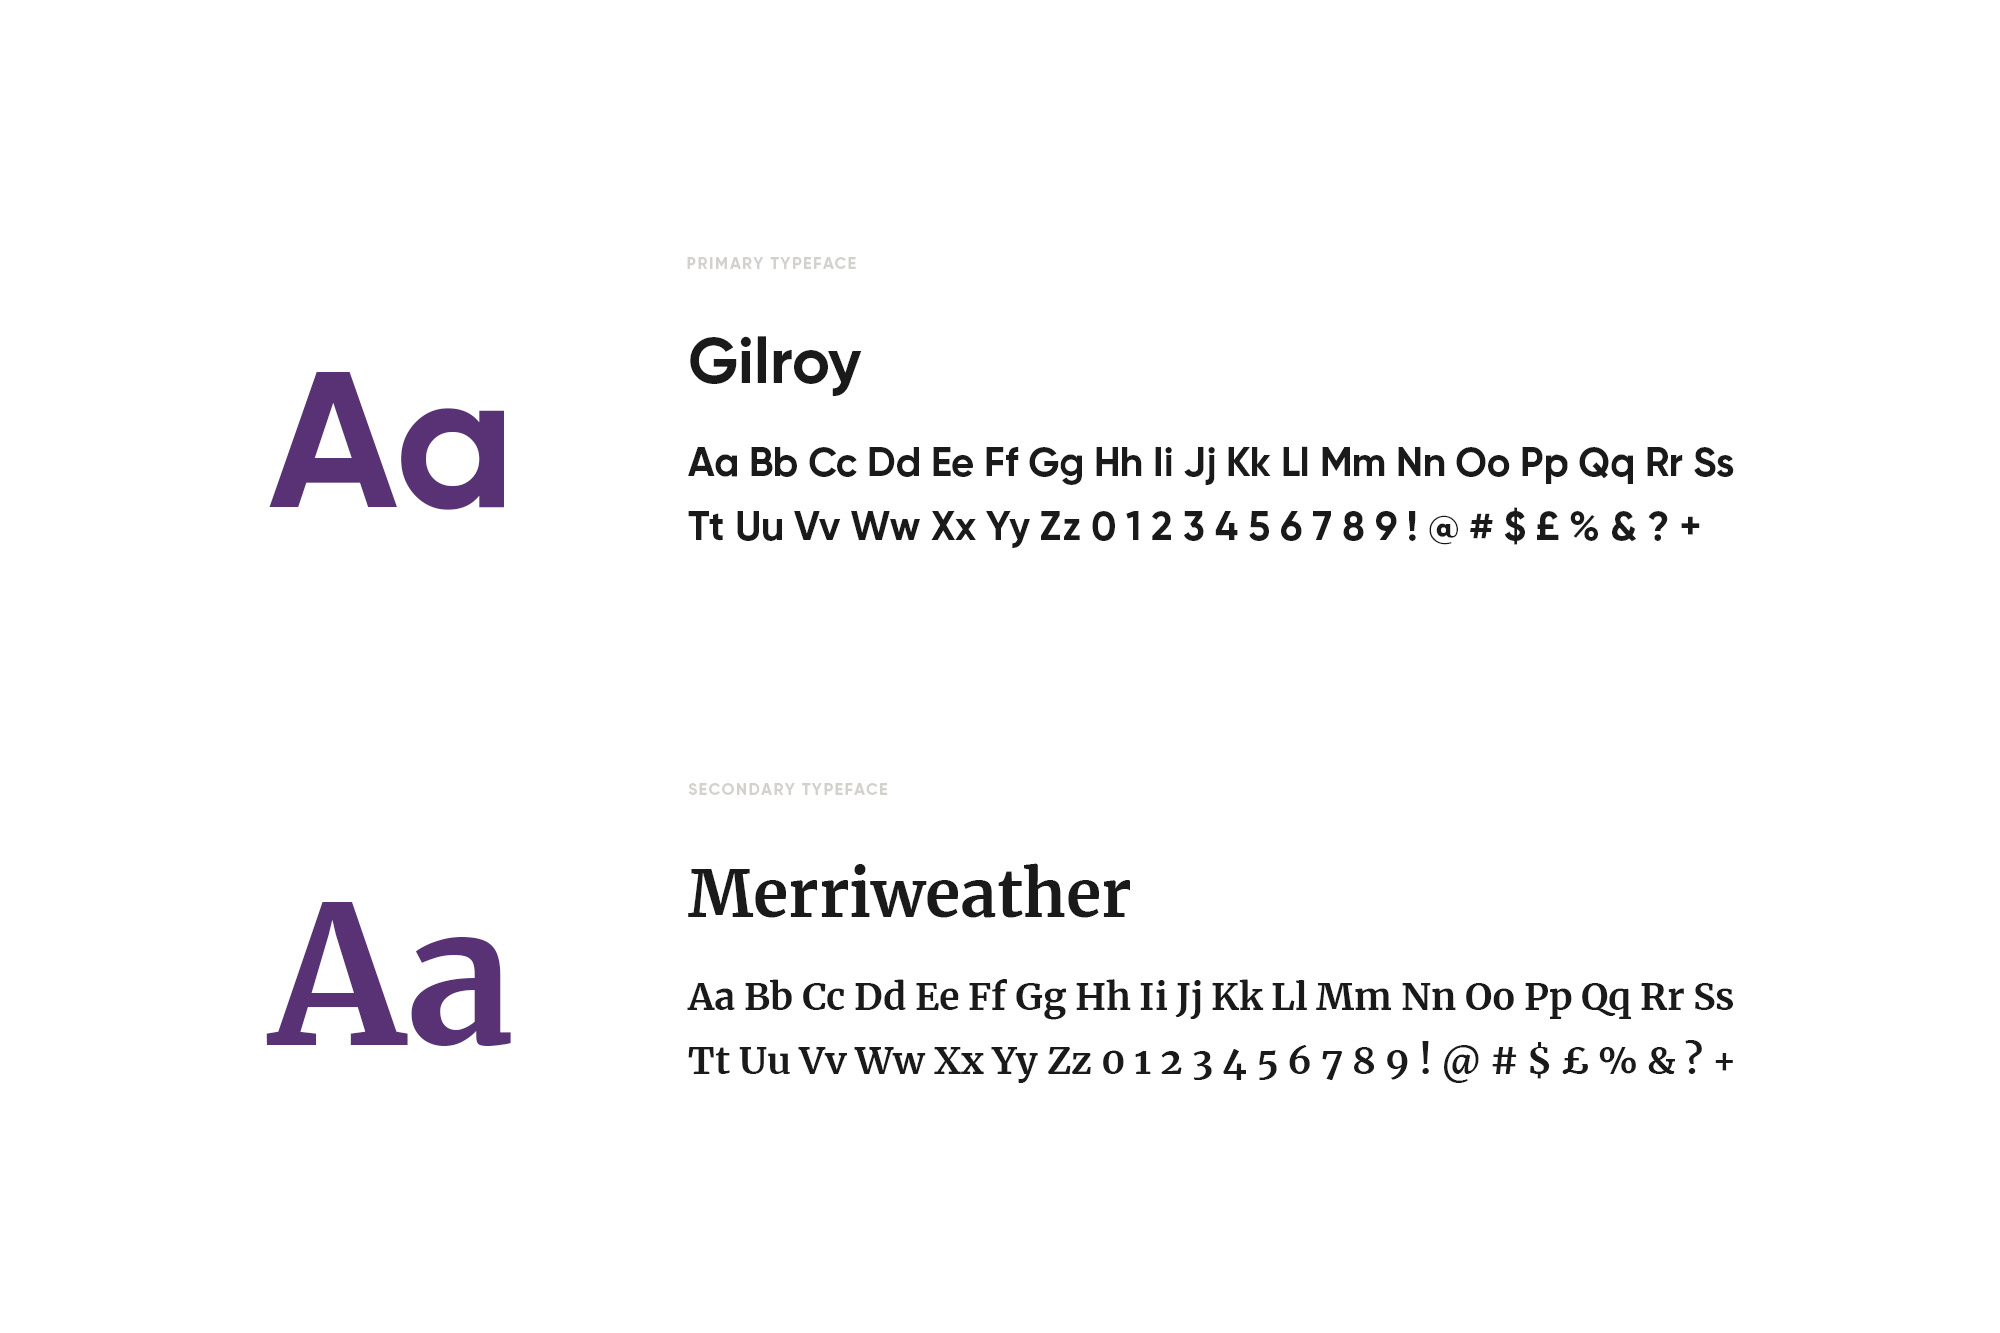 PRIMARY TYPEFACE
Aa
Gilroy
Aa Bb Cc Dd Ee Ff Gg Hh Ii Jj Kk Ll Mm Nn Oo Pp Qq Rr Ss
Tt Uu Vv Ww Xx Yy Zz 0 1 2 3 4 5 6 7 8 9 ! @ # $ £ % & ? +
SECONDARY TYPEFACE
Aa
Merriweather
Aa Bb Cc Dd Ee Ff Gg Hh Ii Jj Kk Ll Mm Nn Oo Pp Qq Rr Ss
Tt Uu Vv Ww Xx Yy Zz 0 1 2 3 4 5 6 7 8 9 ! @ # $ £ % & ? +